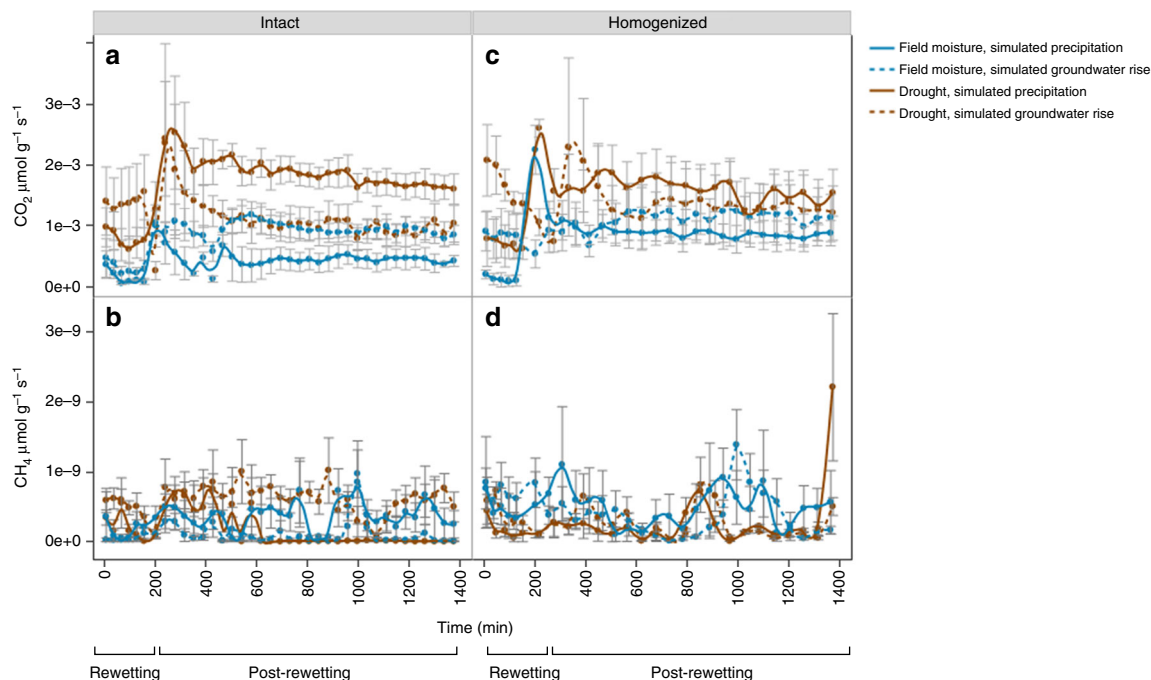 Intact
Homogenized
a
c
Field moisture, simulated precipitation
Field moisture, simulated groundwater rise
Drought, simulated precipitation
Drought, simulated groundwater rise
CO₂ μmol g⁻¹ s⁻¹
3e−3
2e−3
1e−3
0e+0
b
d
CH₄ μmol g⁻¹ s⁻¹
3e−9
2e−9
1e−9
0e+0
0 200 400 600 800 1000 1200 1400
0 200 400 600 800 1000 1200 1400
Time (min)
Rewetting
Post-rewetting
Rewetting
Post-rewetting